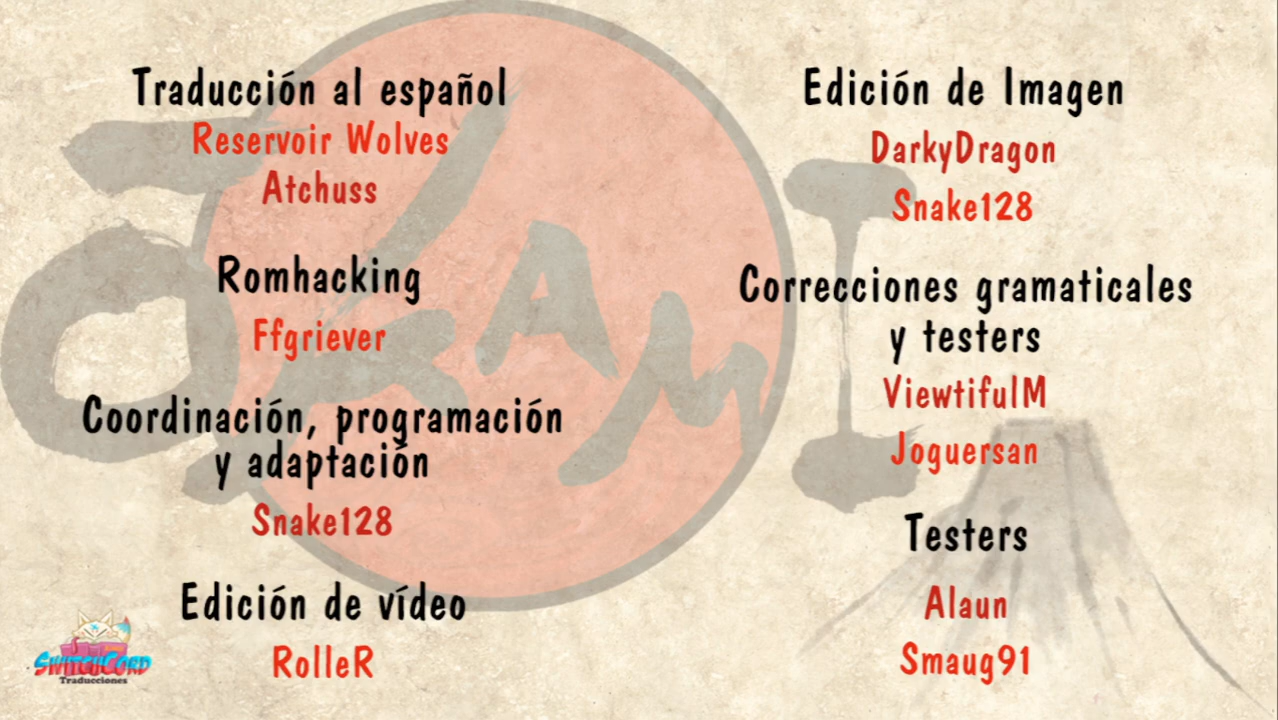 Traducción al español
Reservoir Wolves
Atchuss
Romhacking
Ffgriever
Coordinación, programación
y adaptación
Snake128
Edición de vídeo
RolleR
Edición de Imagen
DarkyDragon
Snake128
Correcciones gramaticales
y testers
ViewtifulM
Joguersan
Testers
Alaun
Smaug91
OKAMI
SWITCHCORD
Traducciones